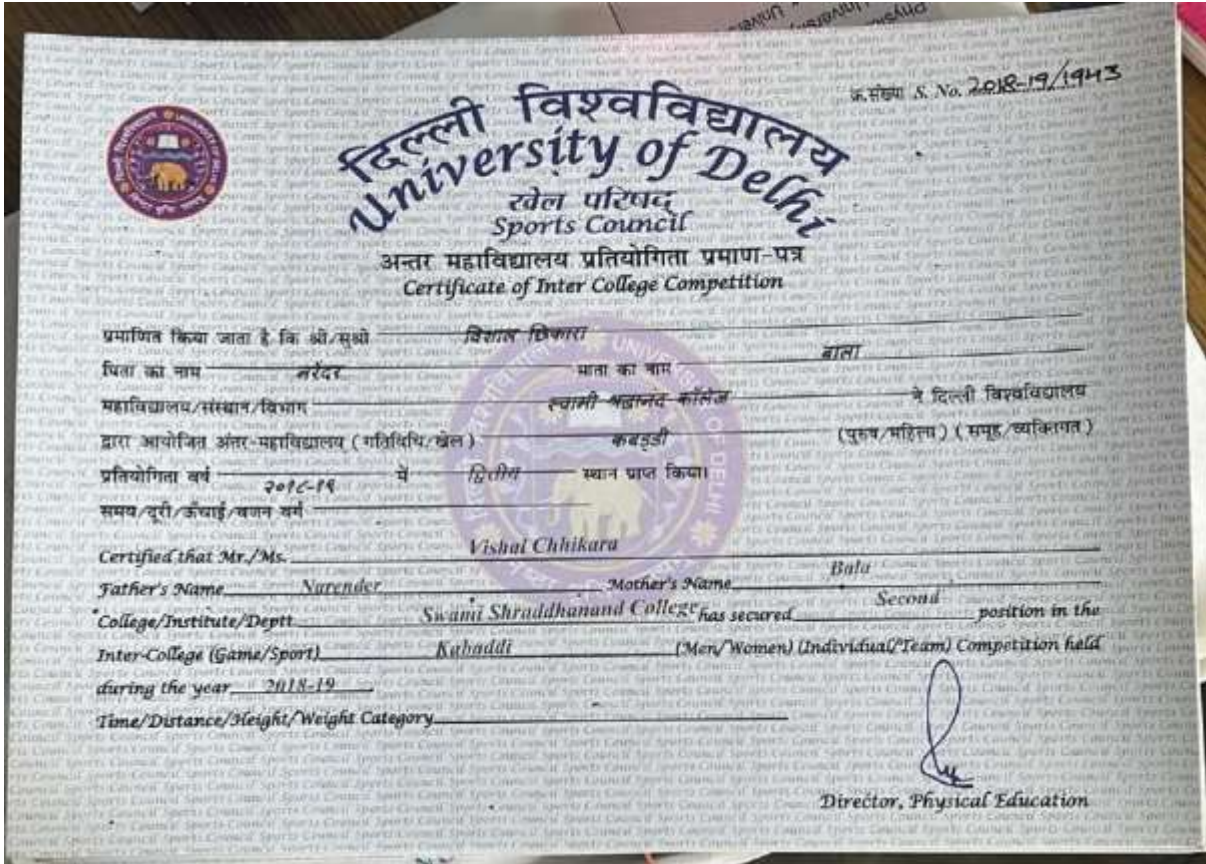 क्र.संख्या S. No. 2018-19/1943
दिल्ली विश्वविद्यालय
University of Delhi
खेल परिषद्
Sports Council
अन्तर महाविद्यालय प्रतियोगिता प्रमाण-पत्र
Certificate of Inter College Competition
प्रमाणित किया जाता है कि श्री/सुश्री विशाल छिकारा
पिता का नाम नरेंदर माता का नाम बाला
महाविद्यालय/संस्थान/विभाग स्वामी श्रद्धानंद कॉलेज ने दिल्ली विश्वविद्यालय
द्वारा आयोजित अंतर-महाविद्यालय (गतिविधि/खेल) कबड्डी (पुरुष/महिला) (समूह/व्यक्तिगत)
प्रतियोगिता वर्ष २०१८-१९ में द्वितीय स्थान प्राप्त किया।
समय/दूरी/ऊँचाई/वजन वर्ग
Certified that Mr./Ms. Vishal Chhikara
Father's Name Narender Mother's Name Bala
College/Institute/Deptt. Swami Shraddhanand College has secured Second position in the
Inter-College (Game/Sport) Kabaddi (Men/Women) (Individual/Team) Competition held
during the year 2018-19
Time/Distance/Height/Weight Category
Director, Physical Education